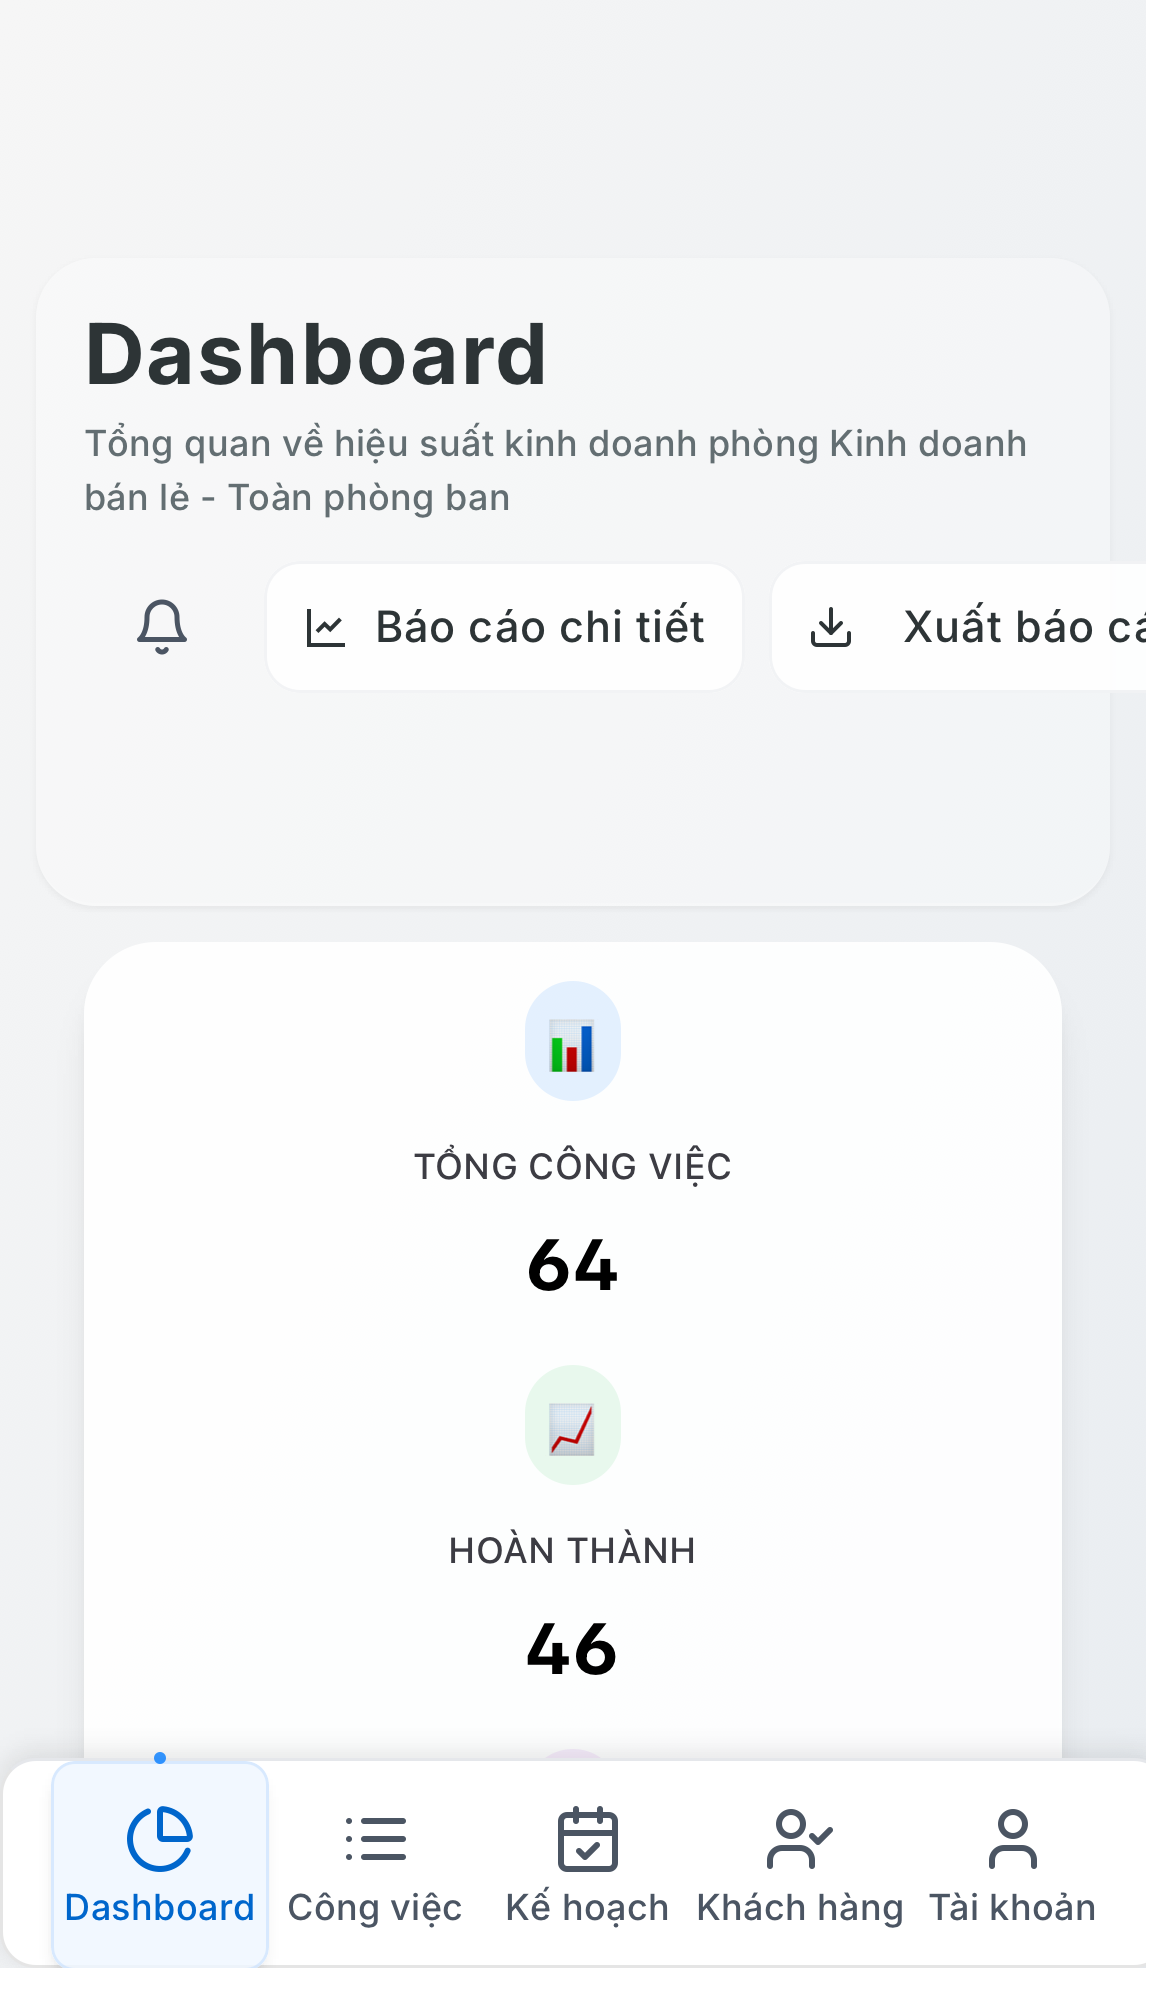 Dashboard
Tổng quan về hiệu suất kinh doanh phòng Kinh doanh
bán lẻ - Toàn phòng ban
Báo cáo chi tiết
Xuất báo
TỔNG CÔNG VIỆC
64
HOÀN THÀNH
46
Dashboard
Công việc
Kế hoạch
Khách hàng
Tài khoản